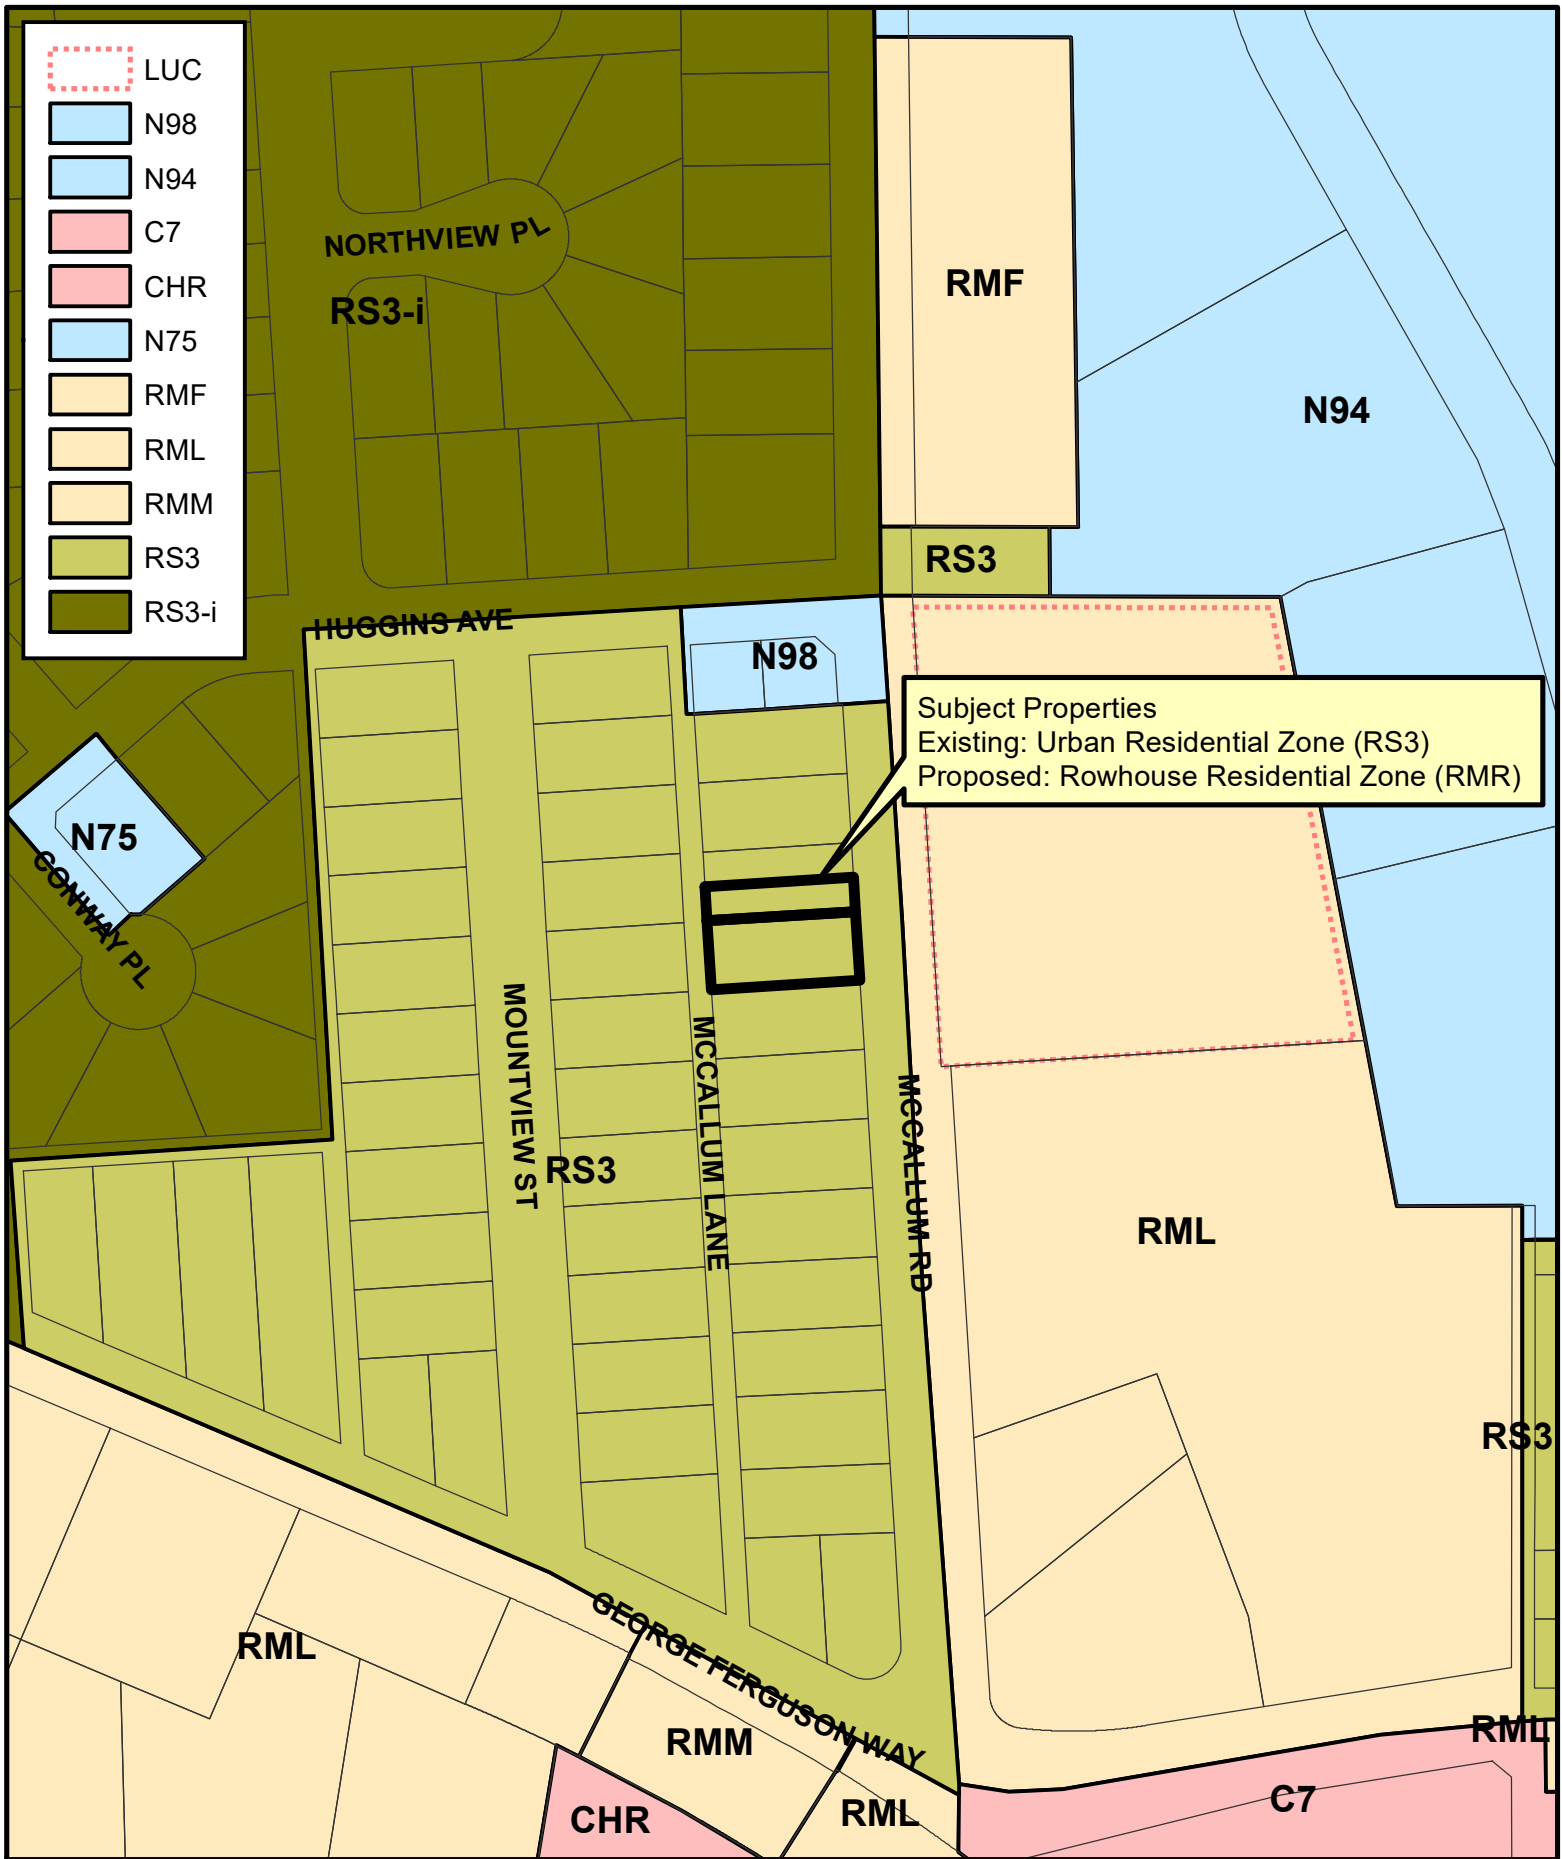 LUC
N98
N94
C7
CHR
N75
RMF
RML
RMM
RS3
RS3-i
NORTHVIEW PL
RS3-i
RMF
N94
RS3
HUGGINS AVE
N98
Subject Properties
Existing: Urban Residential Zone (RS3)
Proposed: Rowhouse Residential Zone (RMR)
N75
CONWAY PL
MOUNTVIEW ST
MCCALLUM LANE
MCCALLUM RD
RS3
RML
RS3
GEORGE FERGUSON WAY
RML
RMM
RML
CHR
RML
C7